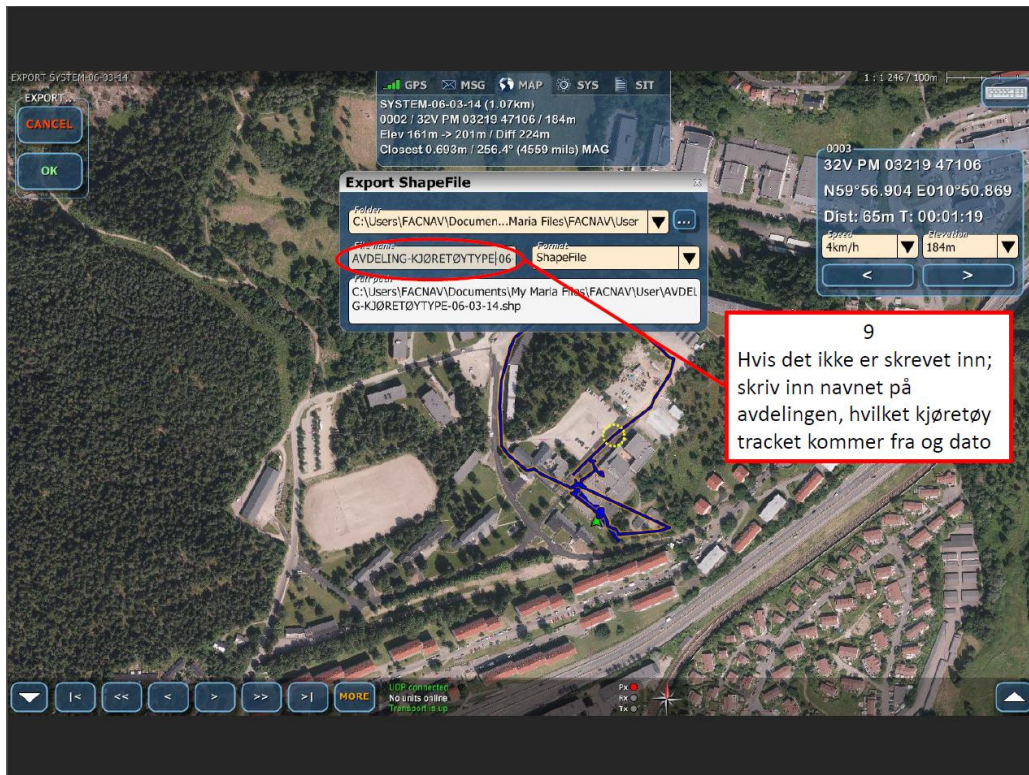 EXPORT SYSTEM-06-03-14
EXPORT...
CANCEL
OK
GPS MSG MAP SYS SIT
SYSTEM-06-03-14 (1.07km)
0002 / 32V PM 03219 47106 / 184m
Elev 161m -> 201m / Diff 224m
Closest 0.693m / 256.4° (4559 mils) MAG
1 : 1 246 / 100m
0003
32V PM 03219 47106
N59°56.904 E010°50.869
Dist: 65m T: 00:01:19
Speed
4km/h
Elevation
184m
<
>
Export ShapeFile
Folder
C:\Users\FACNAV\Documen...Maria Files\FACNAV\User
...
File name
AVDELING-KJØRETØYTYPE-06
Format
ShapeFile
Full path
C:\Users\FACNAV\Documents\My Maria Files\FACNAV\User\AVDEL
G-KJØRETØYTYPE-06-03-14.shp
9
Hvis det ikke er skrevet inn;
skriv inn navnet på
avdelingen, hvilket kjøretøy
tracket kommer fra og dato
|< << < > >> >| MORE
UDP connected
No units online
Transport is up
Px
Rx
Tx